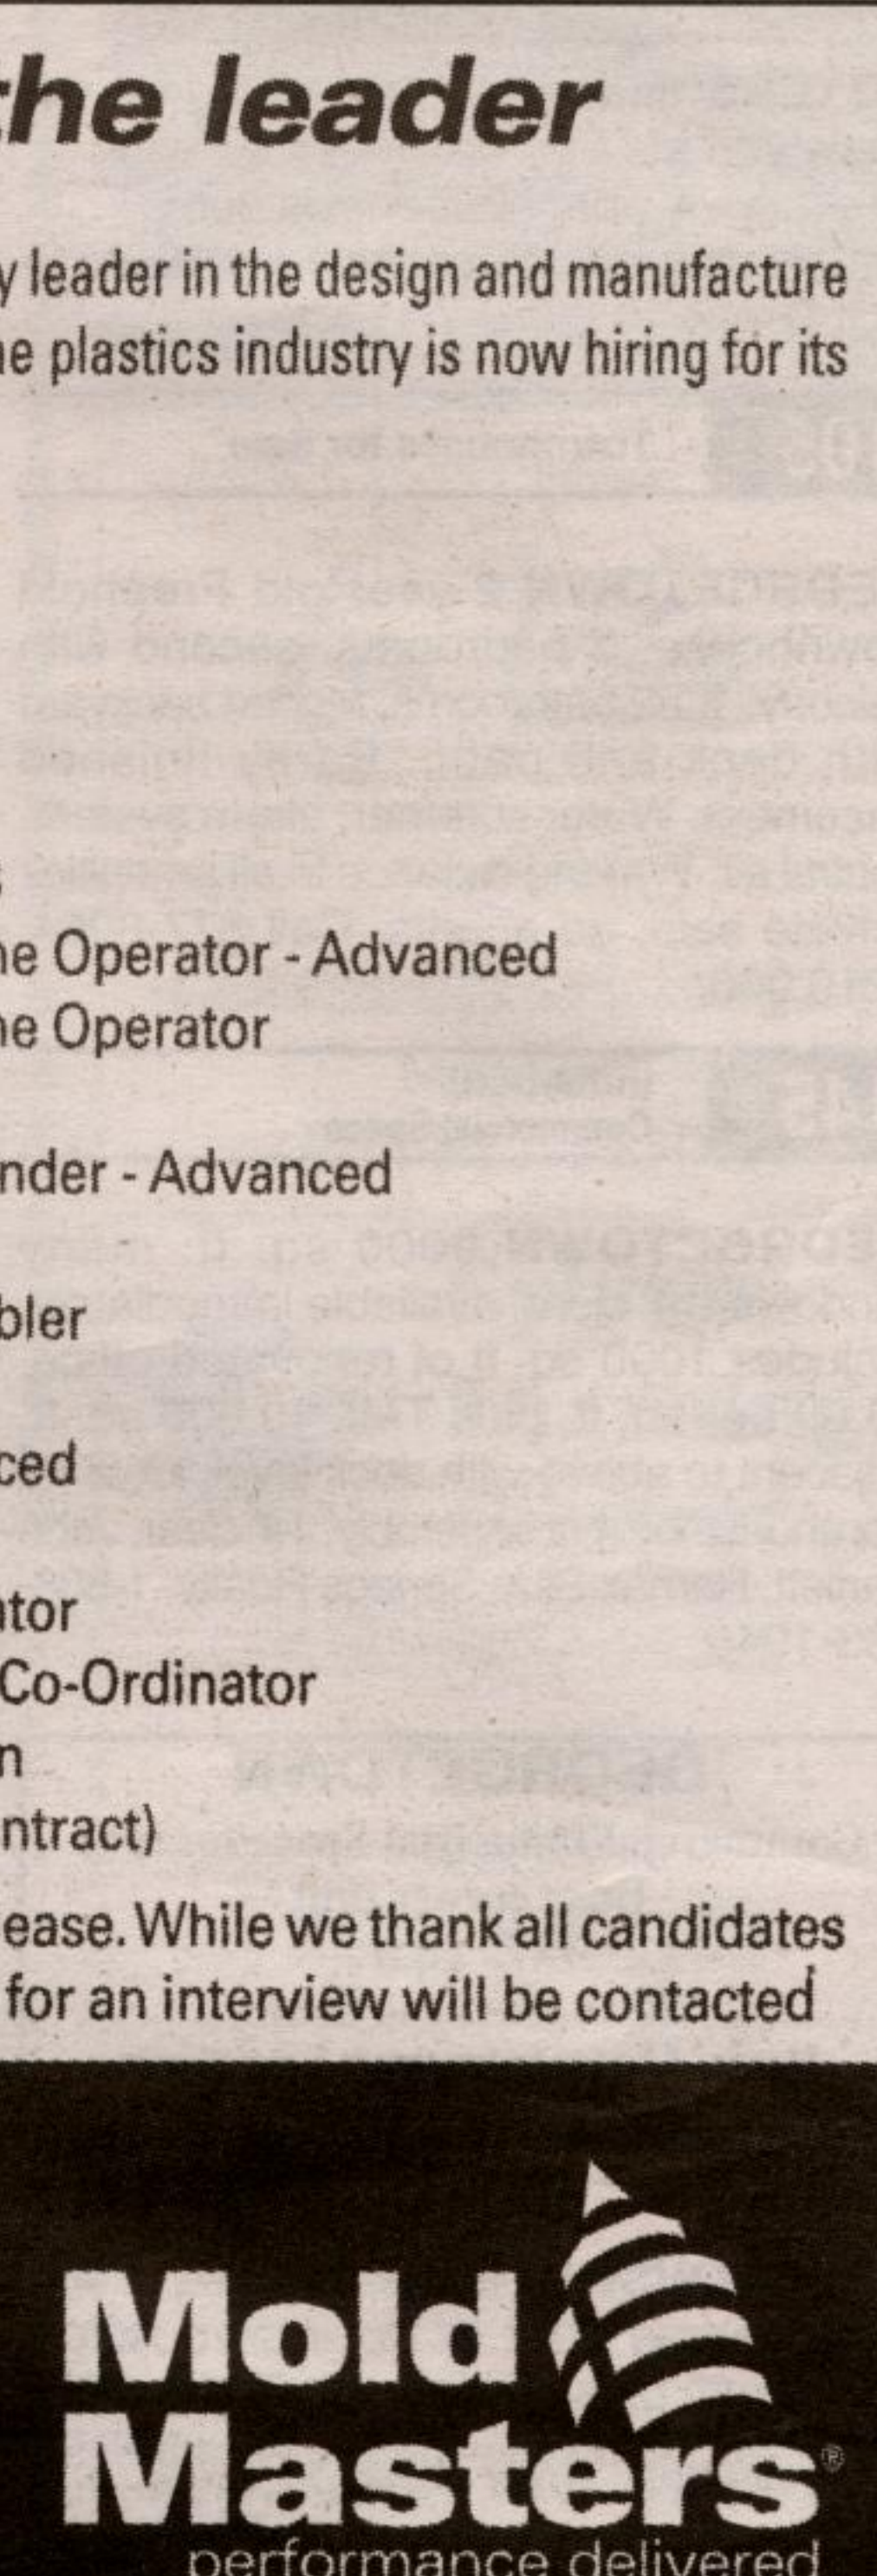 the leader
y leader in the design and manufacture
he plastics industry is now hiring for its
s
ne Operator - Advanced
ne Operator
nder - Advanced
bler
ced
ator
Co-Ordinator
n
ntract)
ease. While we thank all candidates
for an interview will be contacted
Mold
Masters®
performance delivered